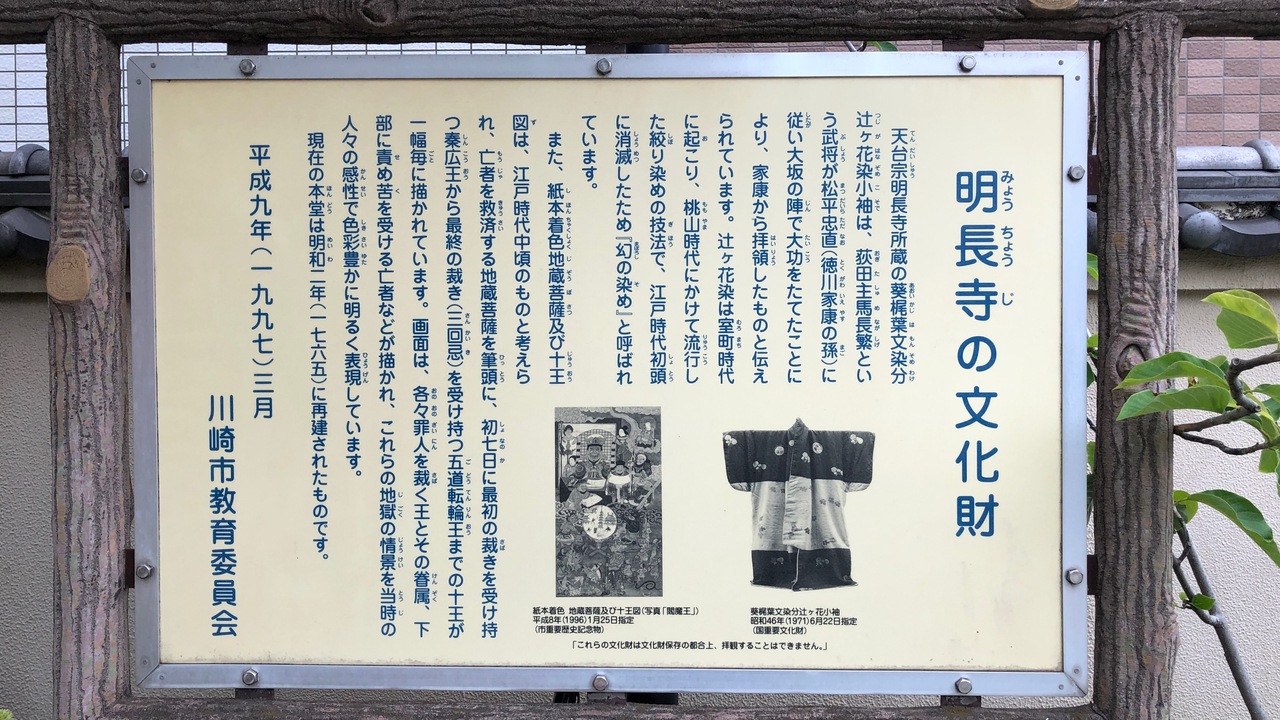 明長寺の文化財
天台宗明長寺所蔵の葵梶葉文染分
辻ヶ花染小袖は、荻田主馬長繁とい
う武将が松平忠直（徳川家康の孫）に
従い大坂の陣で大功をたてたことに
より、家康から拝領したものと伝え
られています。辻ヶ花染は室町時代
に起こり、桃山時代にかけて流行し
た絞り染めの技法で、江戸時代初頭
に消滅したため『幻の染め』と呼ばれ
ています。
また、紙本着色地蔵菩薩及び十王
図は、江戸時代中頃のものと考えら
れ、亡者を救済する地蔵菩薩を筆頭に、初七日に最初の裁きを受け持
つ秦広王から最終の裁き（三回忌）を受け持つ五道転輪王までの十王が
一幅毎に描かれています。画面は、各々罪人を裁く王とその眷属、下
部に責め苦を受ける亡者などが描かれ、これらの地獄の情景を当時の
人々の感性で色彩豊かに明るく表現しています。
現在の本堂は明和二年（一七六五）に再建されたものです。
平成九年（一九九七）三月
川崎市教育委員会
葵梶葉文染分辻ヶ花小袖
昭和46年（1971）6月22日指定
（国重要文化財）
紙本着色 地蔵菩薩及び十王図（写真「閻魔王」）
平成8年（1996）1月25日指定
（市重要歴史記念物）
「これらの文化財は文化財保存の都合上、拝観することはできません。」